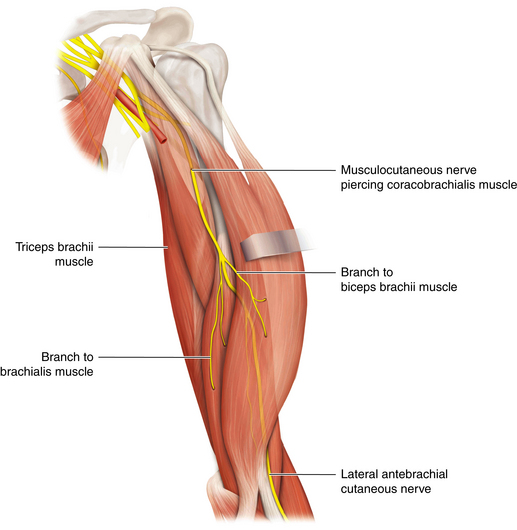 Musculocutaneous nerve
piercing coracobrachialis muscle
Triceps brachii
muscle
Branch to
biceps brachii muscle
Branch to
brachialis muscle
Lateral antebrachial
cutaneous nerve